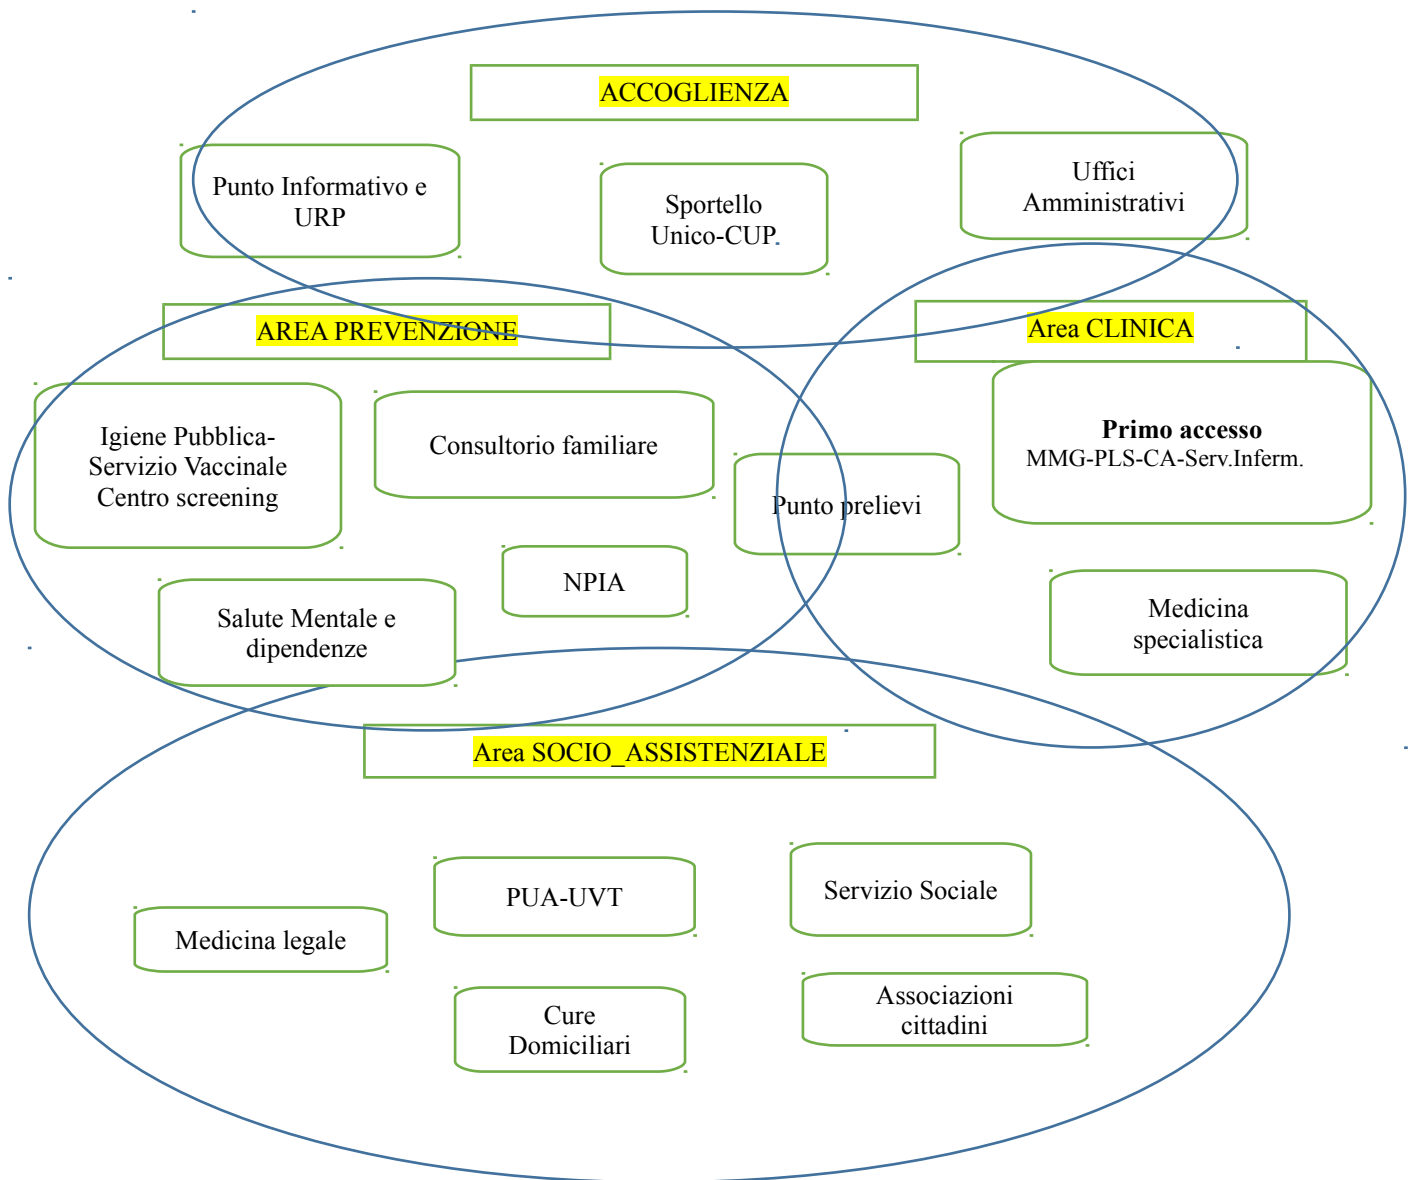 ACCOGLIENZA
Punto Informativo e
URP
Sportello
Unico-CUP.
Uffici
Amministrativi
AREA PREVENZIONE
Area CLINICA
Igiene Pubblica-
Servizio Vaccinale
Centro screening
Consultorio familiare
Punto prelievi
Primo accesso
MMG-PLS-CA-Serv.Inferm.
NPIA
Salute Mentale e
dipendenze
Medicina
specialistica
Area SOCIO_ASSISTENZIALE
PUA-UVT
Servizio Sociale
Medicina legale
Cure
Domiciliari
Associazioni
cittadini